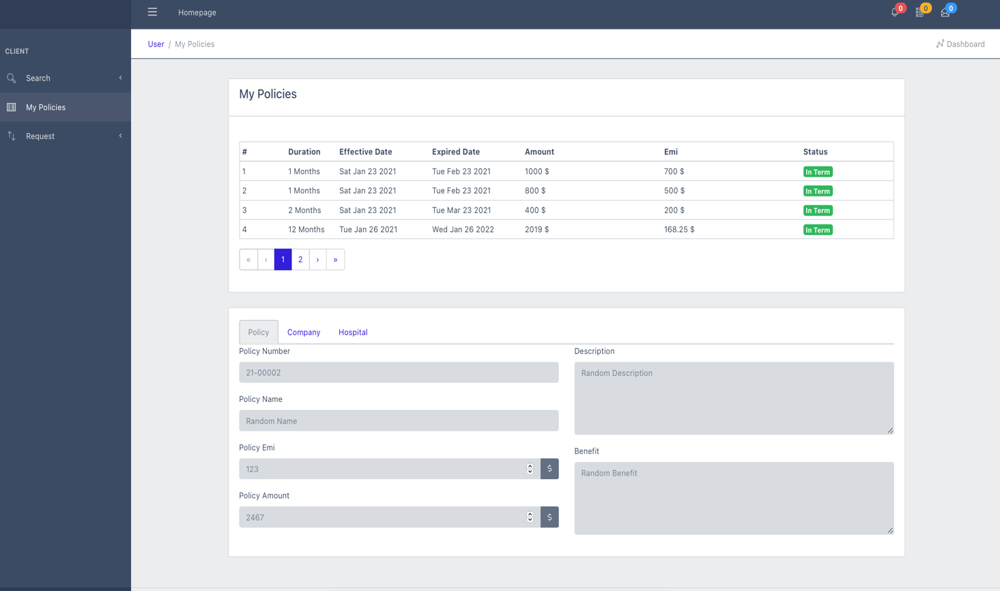 Homepage
0
0
0
CLIENT
Search ‹
My Policies
Request ‹
User / My Policies
Dashboard
My Policies
# Duration Effective Date Expired Date Amount Emi Status
1 1 Months Sat Jan 23 2021 Tue Feb 23 2021 1000 $ 700 $ In Term
2 1 Months Sat Jan 23 2021 Tue Feb 23 2021 800 $ 500 $ In Term
3 2 Months Sat Jan 23 2021 Tue Mar 23 2021 400 $ 200 $ In Term
4 12 Months Tue Jan 26 2021 Wed Jan 26 2022 2019 $ 168.25 $ In Term
« ‹ 1 2 › »
Policy Company Hospital
Policy Number
21-00002
Policy Name
Random Name
Policy Emi
123 $
Policy Amount
2467 $
Description
Random Description
Benefit
Random Benefit